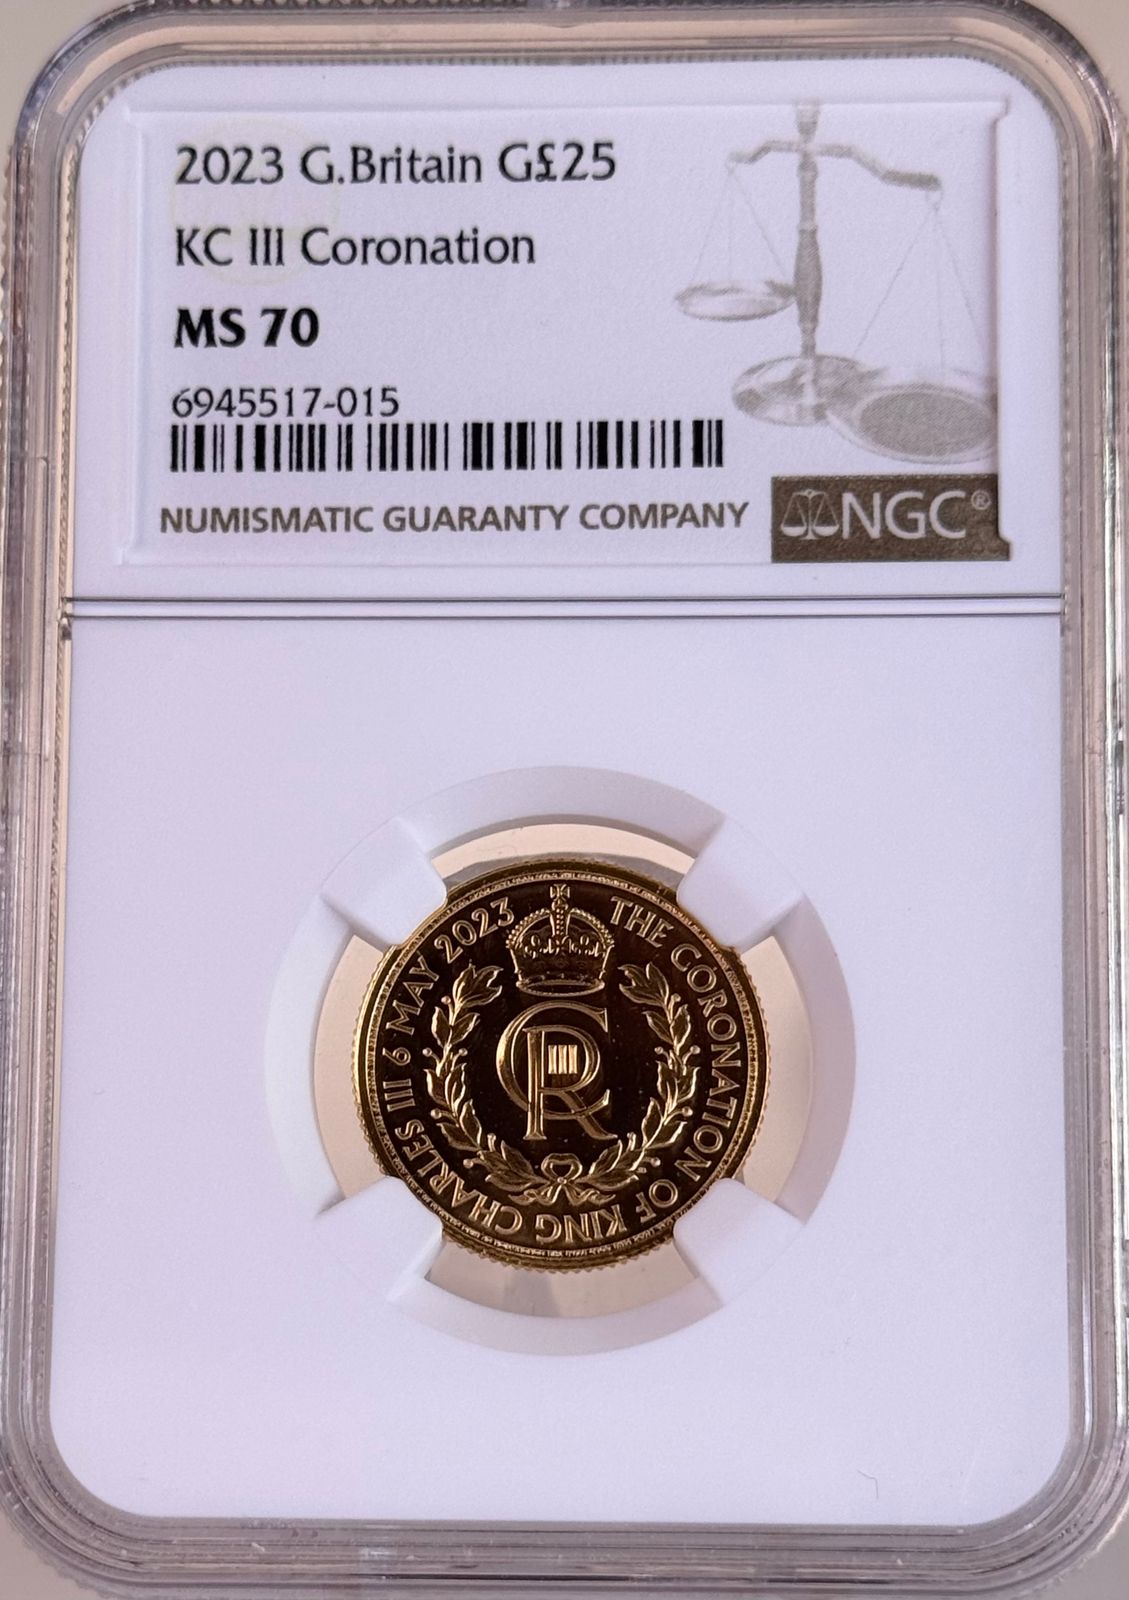 2023 G.Britain G£25
KC III Coronation
MS 70
6945517-015
NUMISMATIC GUARANTY COMPANY
NGC®
THE CORONATION OF KING CHARLES III 6 MAY 2023
CR
III